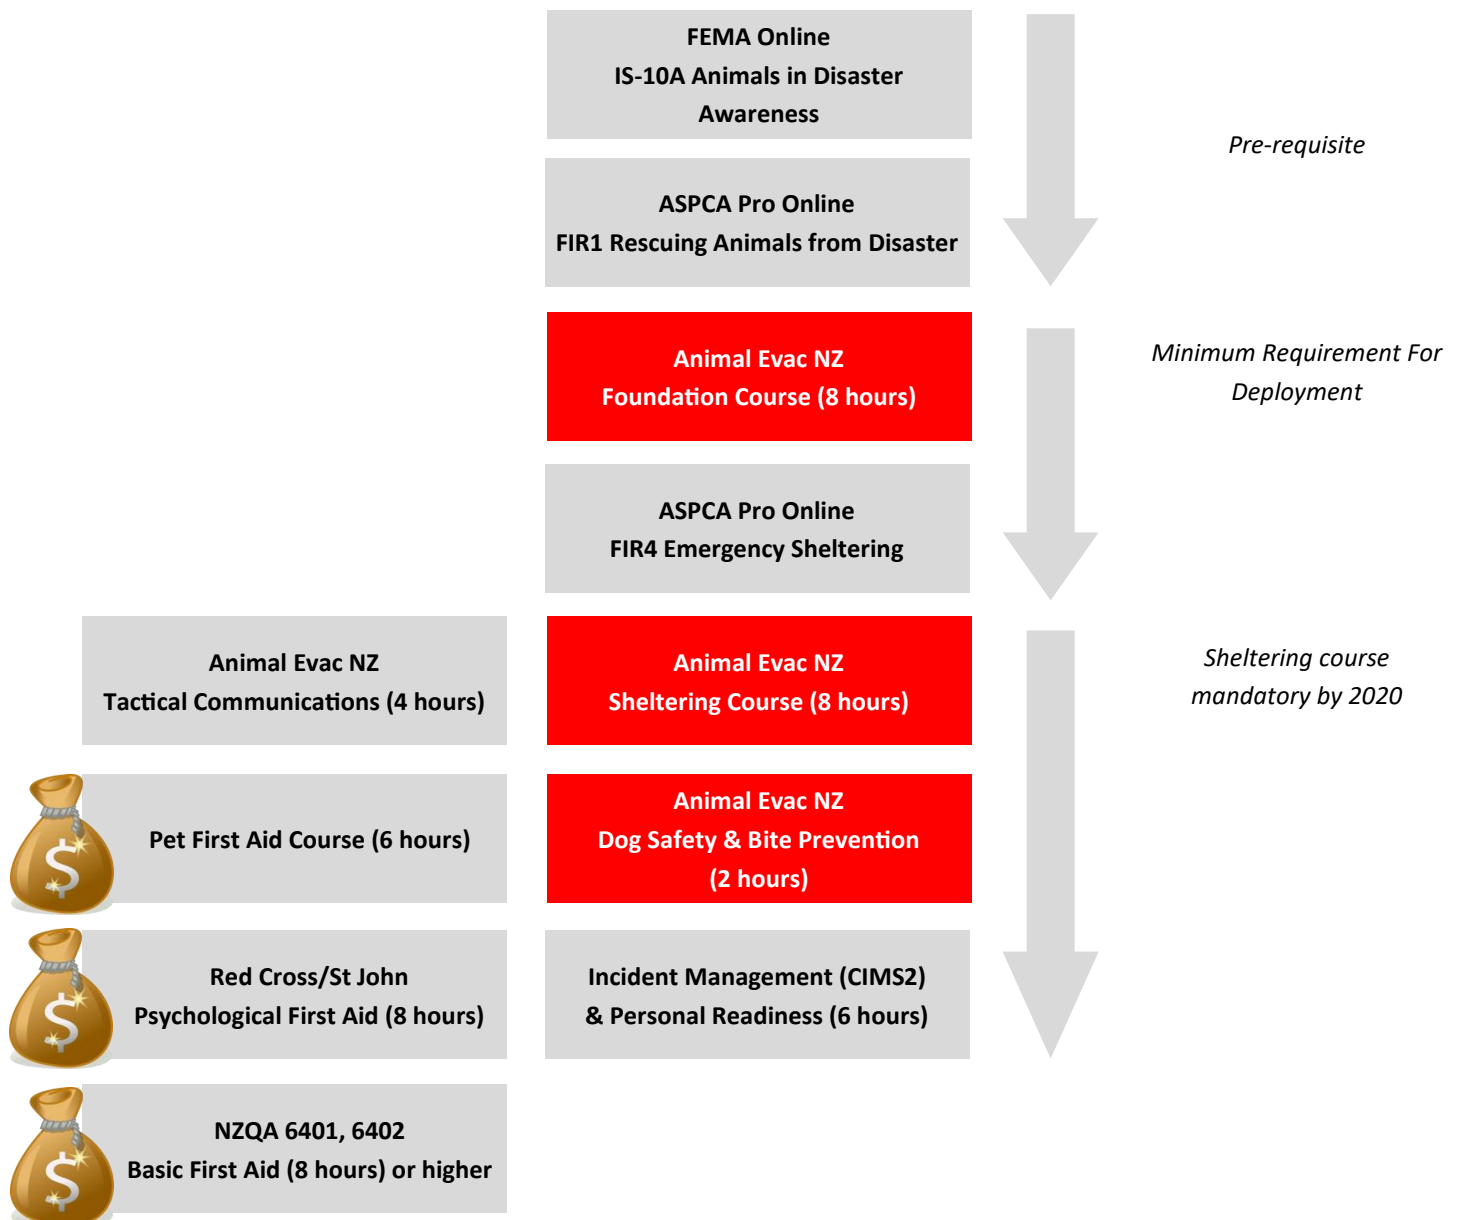 FEMA Online
IS-10A Animals in Disaster
Awareness
Pre-requisite
ASPCA Pro Online
FIR1 Rescuing Animals from Disaster
Animal Evac NZ
Foundation Course (8 hours)
Minimum Requirement For
Deployment
ASPCA Pro Online
FIR4 Emergency Sheltering
Animal Evac NZ
Tactical Communications (4 hours)
Animal Evac NZ
Sheltering Course (8 hours)
Sheltering course
mandatory by 2020
$
Pet First Aid Course (6 hours)
Animal Evac NZ
Dog Safety & Bite Prevention
(2 hours)
$
Red Cross/St John
Psychological First Aid (8 hours)
Incident Management (CIMS2)
& Personal Readiness (6 hours)
$
NZQA 6401, 6402
Basic First Aid (8 hours) or higher